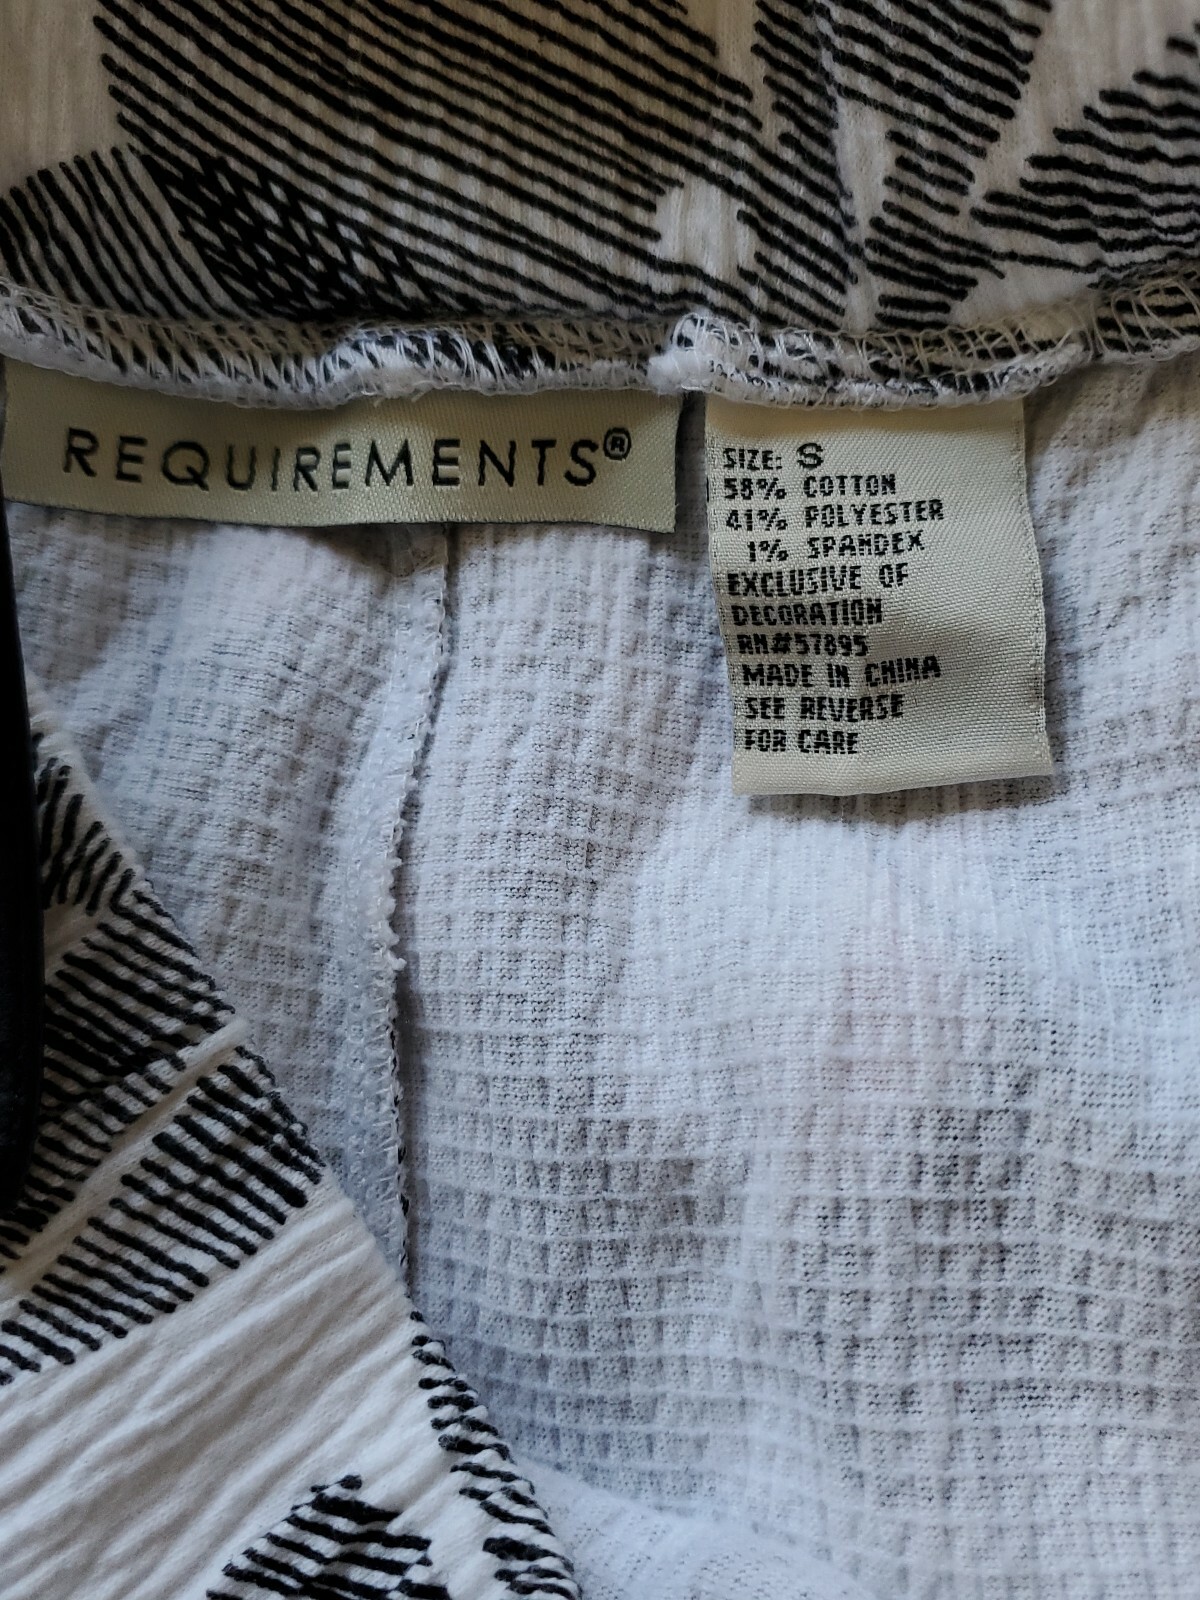 REQUIREMENTS®
SIZE: S
58% COTTON
41% POLYESTER
1% SPANDEX
EXCLUSIVE OF
DECORATION
RN#57895
MADE IN CHINA
SEE REVERSE
FOR CARE